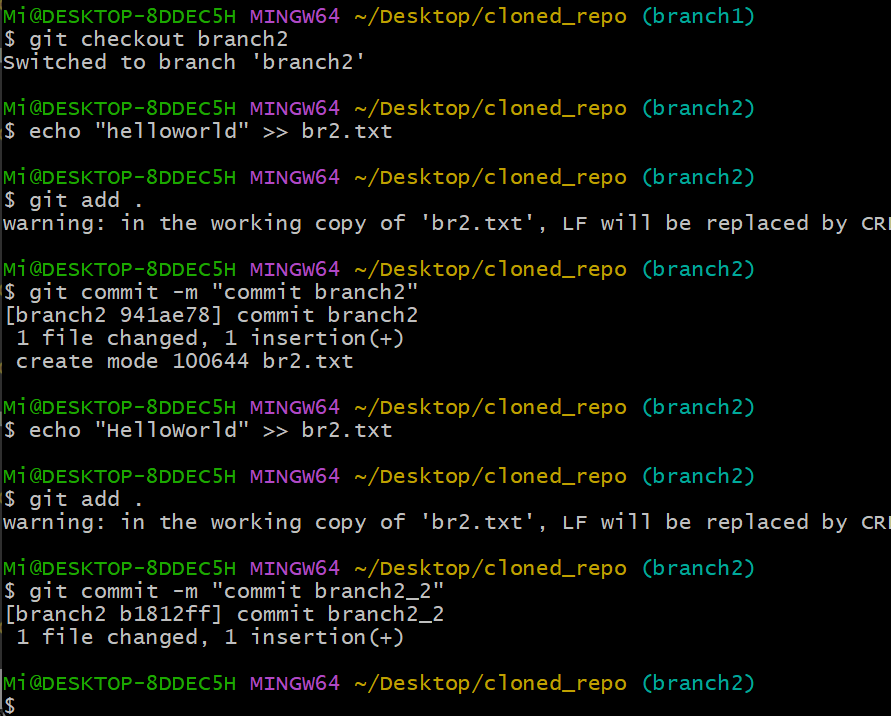 Mi@DESKTOP-8DDEC5H MINGW64 ~/Desktop/cloned_repo (branch1)
$ git checkout branch2
Switched to branch 'branch2'
Mi@DESKTOP-8DDEC5H MINGW64 ~/Desktop/cloned_repo (branch2)
$ echo "helloworld" >> br2.txt
Mi@DESKTOP-8DDEC5H MINGW64 ~/Desktop/cloned_repo (branch2)
$ git add .
warning: in the working copy of 'br2.txt', LF will be replaced by CRL
Mi@DESKTOP-8DDEC5H MINGW64 ~/Desktop/cloned_repo (branch2)
$ git commit -m "commit branch2"
[branch2 941ae78] commit branch2
1 file changed, 1 insertion(+)
create mode 100644 br2.txt
Mi@DESKTOP-8DDEC5H MINGW64 ~/Desktop/cloned_repo (branch2)
$ echo "HelloWorld" >> br2.txt
Mi@DESKTOP-8DDEC5H MINGW64 ~/Desktop/cloned_repo (branch2)
$ git add .
warning: in the working copy of 'br2.txt', LF will be replaced by CRL
Mi@DESKTOP-8DDEC5H MINGW64 ~/Desktop/cloned_repo (branch2)
$ git commit -m "commit branch2_2"
[branch2 b1812ff] commit branch2_2
1 file changed, 1 insertion(+)
Mi@DESKTOP-8DDEC5H MINGW64 ~/Desktop/cloned_repo (branch2)
$